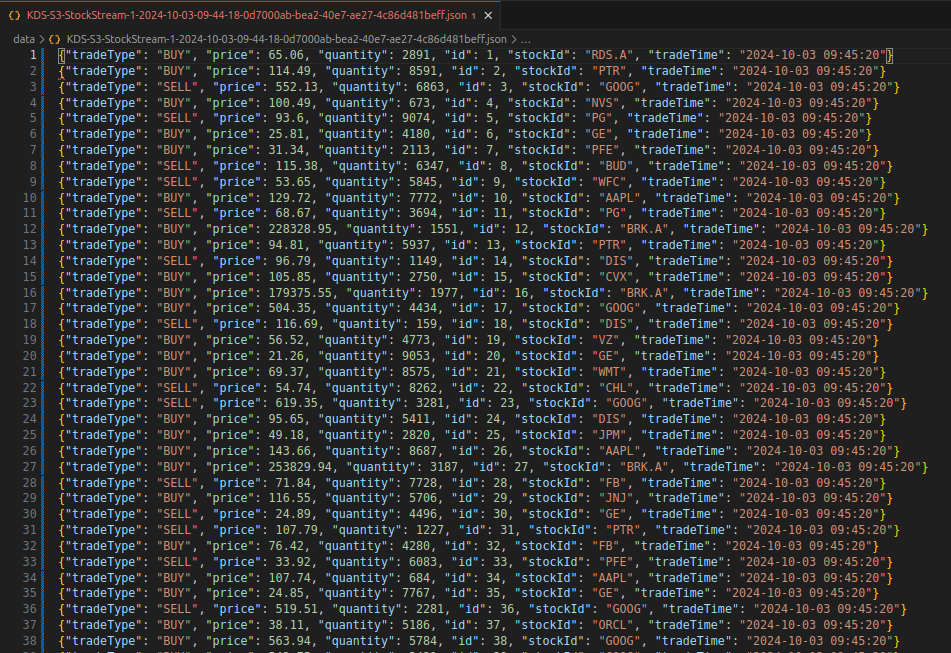 {} KDS-S3-StockStream-1-2024-10-03-09-44-18-0d7000ab-bea2-40e7-ae27-4c86d481beff.json 1 ×
data > {} KDS-S3-StockStream-1-2024-10-03-09-44-18-0d7000ab-bea2-40e7-ae27-4c86d481beff.json > ...
1 {"tradeType": "BUY", "price": 65.06, "quantity": 2891, "id": 1, "stockId": "RDS.A", "tradeTime": "2024-10-03 09:45:20"}
2 {"tradeType": "BUY", "price": 114.49, "quantity": 8591, "id": 2, "stockId": "PTR", "tradeTime": "2024-10-03 09:45:20"}
3 {"tradeType": "SELL", "price": 552.13, "quantity": 6863, "id": 3, "stockId": "GOOG", "tradeTime": "2024-10-03 09:45:20"}
4 {"tradeType": "BUY", "price": 100.49, "quantity": 673, "id": 4, "stockId": "NVS", "tradeTime": "2024-10-03 09:45:20"}
5 {"tradeType": "SELL", "price": 93.6, "quantity": 9074, "id": 5, "stockId": "PG", "tradeTime": "2024-10-03 09:45:20"}
6 {"tradeType": "BUY", "price": 25.81, "quantity": 4180, "id": 6, "stockId": "GE", "tradeTime": "2024-10-03 09:45:20"}
7 {"tradeType": "BUY", "price": 31.34, "quantity": 2113, "id": 7, "stockId": "PFE", "tradeTime": "2024-10-03 09:45:20"}
8 {"tradeType": "SELL", "price": 115.38, "quantity": 6347, "id": 8, "stockId": "BUD", "tradeTime": "2024-10-03 09:45:20"}
9 {"tradeType": "SELL", "price": 53.65, "quantity": 5845, "id": 9, "stockId": "WFC", "tradeTime": "2024-10-03 09:45:20"}
10 {"tradeType": "BUY", "price": 129.72, "quantity": 7772, "id": 10, "stockId": "AAPL", "tradeTime": "2024-10-03 09:45:20"}
11 {"tradeType": "SELL", "price": 68.67, "quantity": 3694, "id": 11, "stockId": "PG", "tradeTime": "2024-10-03 09:45:20"}
12 {"tradeType": "BUY", "price": 228328.95, "quantity": 1551, "id": 12, "stockId": "BRK.A", "tradeTime": "2024-10-03 09:45:20"}
13 {"tradeType": "BUY", "price": 94.81, "quantity": 5937, "id": 13, "stockId": "PTR", "tradeTime": "2024-10-03 09:45:20"}
14 {"tradeType": "SELL", "price": 96.79, "quantity": 1149, "id": 14, "stockId": "DIS", "tradeTime": "2024-10-03 09:45:20"}
15 {"tradeType": "BUY", "price": 105.85, "quantity": 2750, "id": 15, "stockId": "CVX", "tradeTime": "2024-10-03 09:45:20"}
16 {"tradeType": "BUY", "price": 179375.55, "quantity": 1977, "id": 16, "stockId": "BRK.A", "tradeTime": "2024-10-03 09:45:20"}
17 {"tradeType": "BUY", "price": 504.35, "quantity": 4434, "id": 17, "stockId": "GOOG", "tradeTime": "2024-10-03 09:45:20"}
18 {"tradeType": "SELL", "price": 116.69, "quantity": 159, "id": 18, "stockId": "DIS", "tradeTime": "2024-10-03 09:45:20"}
19 {"tradeType": "BUY", "price": 56.52, "quantity": 4773, "id": 19, "stockId": "VZ", "tradeTime": "2024-10-03 09:45:20"}
20 {"tradeType": "BUY", "price": 21.26, "quantity": 9053, "id": 20, "stockId": "GE", "tradeTime": "2024-10-03 09:45:20"}
21 {"tradeType": "BUY", "price": 69.37, "quantity": 8575, "id": 21, "stockId": "WMT", "tradeTime": "2024-10-03 09:45:20"}
22 {"tradeType": "SELL", "price": 54.74, "quantity": 8262, "id": 22, "stockId": "CHL", "tradeTime": "2024-10-03 09:45:20"}
23 {"tradeType": "SELL", "price": 619.35, "quantity": 3281, "id": 23, "stockId": "GOOG", "tradeTime": "2024-10-03 09:45:20"}
24 {"tradeType": "BUY", "price": 95.65, "quantity": 5411, "id": 24, "stockId": "DIS", "tradeTime": "2024-10-03 09:45:20"}
25 {"tradeType": "BUY", "price": 49.18, "quantity": 2820, "id": 25, "stockId": "JPM", "tradeTime": "2024-10-03 09:45:20"}
26 {"tradeType": "BUY", "price": 143.66, "quantity": 8687, "id": 26, "stockId": "AAPL", "tradeTime": "2024-10-03 09:45:20"}
27 {"tradeType": "BUY", "price": 253829.94, "quantity": 3187, "id": 27, "stockId": "BRK.A", "tradeTime": "2024-10-03 09:45:20"}
28 {"tradeType": "SELL", "price": 71.84, "quantity": 7728, "id": 28, "stockId": "FB", "tradeTime": "2024-10-03 09:45:20"}
29 {"tradeType": "BUY", "price": 116.55, "quantity": 5706, "id": 29, "stockId": "JNJ", "tradeTime": "2024-10-03 09:45:20"}
30 {"tradeType": "SELL", "price": 24.89, "quantity": 4496, "id": 30, "stockId": "GE", "tradeTime": "2024-10-03 09:45:20"}
31 {"tradeType": "SELL", "price": 107.79, "quantity": 1227, "id": 31, "stockId": "PTR", "tradeTime": "2024-10-03 09:45:20"}
32 {"tradeType": "BUY", "price": 76.42, "quantity": 4280, "id": 32, "stockId": "FB", "tradeTime": "2024-10-03 09:45:20"}
33 {"tradeType": "SELL", "price": 33.92, "quantity": 6083, "id": 33, "stockId": "PFE", "tradeTime": "2024-10-03 09:45:20"}
34 {"tradeType": "BUY", "price": 107.74, "quantity": 684, "id": 34, "stockId": "AAPL", "tradeTime": "2024-10-03 09:45:20"}
35 {"tradeType": "BUY", "price": 24.85, "quantity": 7767, "id": 35, "stockId": "GE", "tradeTime": "2024-10-03 09:45:20"}
36 {"tradeType": "SELL", "price": 519.51, "quantity": 2281, "id": 36, "stockId": "GOOG", "tradeTime": "2024-10-03 09:45:20"}
37 {"tradeType": "BUY", "price": 38.11, "quantity": 5186, "id": 37, "stockId": "ORCL", "tradeTime": "2024-10-03 09:45:20"}
38 {"tradeType": "BUY", "price": 563.94, "quantity": 5784, "id": 38, "stockId": "GOOG", "tradeTime": "2024-10-03 09:45:20"}